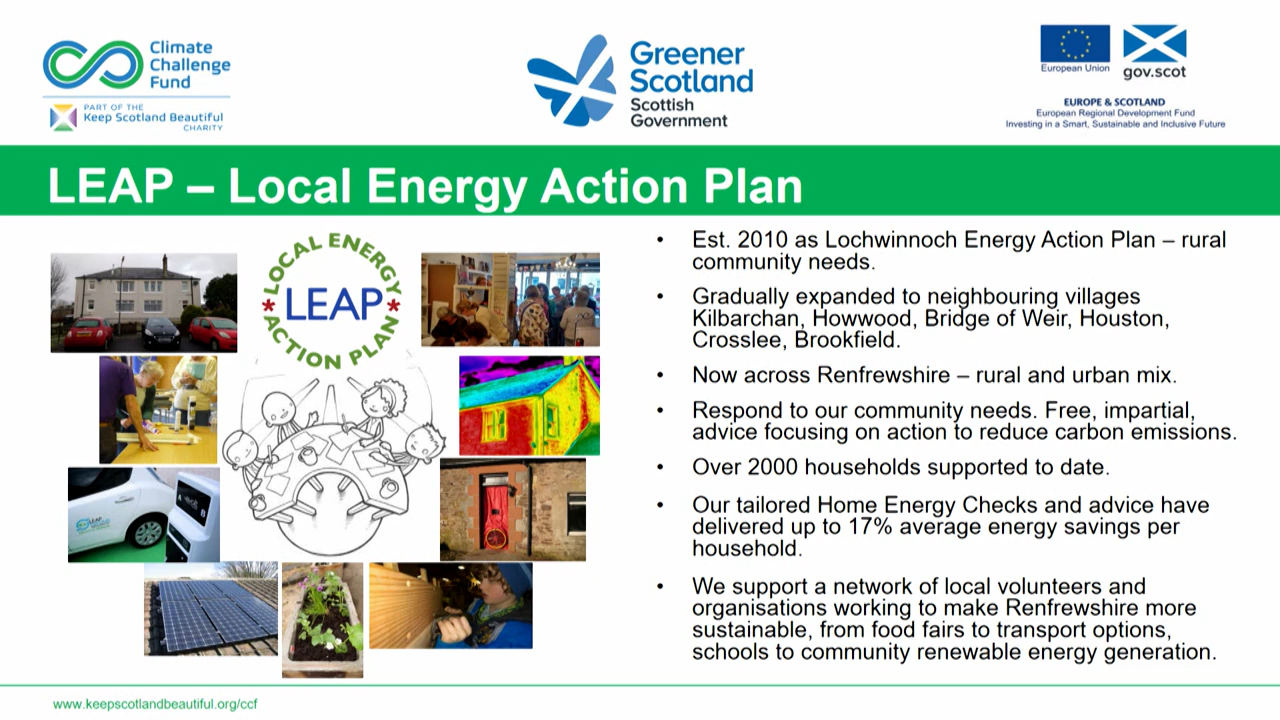 Climate
Challenge
Fund
PART OF THE
Keep Scotland Beautiful
CHARITY
Greener
Scotland
Scottish
Government
European Union
gov.scot
EUROPE & SCOTLAND
European Regional Development Fund
Investing in a Smart, Sustainable and Inclusive Future
LEAP – Local Energy Action Plan
LOCAL ENERGY
* LEAP *
ACTION PLAN
LEAP
• Est. 2010 as Lochwinnoch Energy Action Plan – rural
community needs.
• Gradually expanded to neighbouring villages
Kilbarchan, Howwood, Bridge of Weir, Houston,
Crosslee, Brookfield.
• Now across Renfrewshire – rural and urban mix.
• Respond to our community needs. Free, impartial,
advice focusing on action to reduce carbon emissions.
• Over 2000 households supported to date.
• Our tailored Home Energy Checks and advice have
delivered up to 17% average energy savings per
household.
• We support a network of local volunteers and
organisations working to make Renfrewshire more
sustainable, from food fairs to transport options,
schools to community renewable energy generation.
www.keepscotlandbeautiful.org/ccf